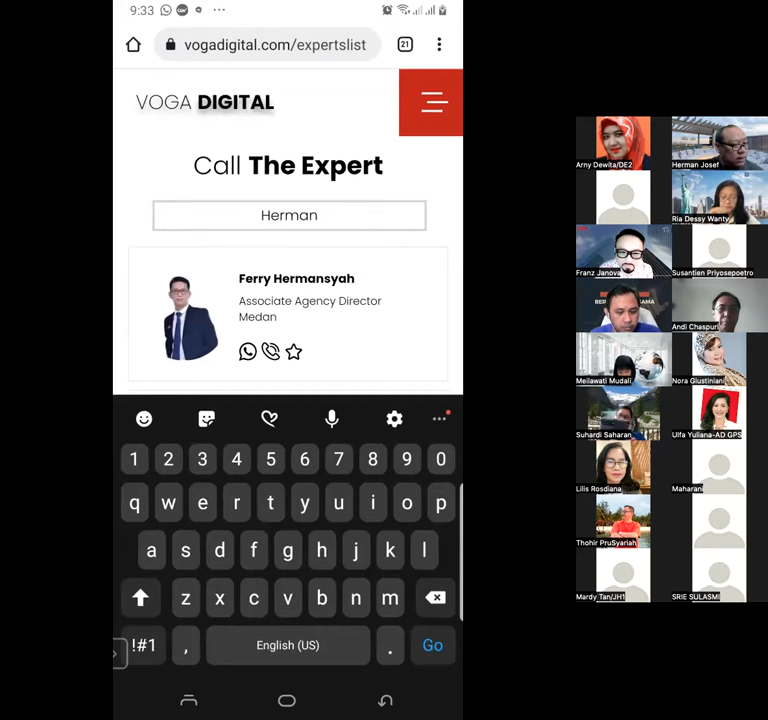 9:33
21
vogadigital.com/expertslist
VOGA DIGITAL
Call The Expert
Herman
Ferry Hermansyah
Associate Agency Director
Medan
1 2 3 4 5 6 7 8 9 0
q w e r t y u i o p
a s d f g h j k l
z x c v b n m
!#1 , English (US) . Go
Arny Dewita/DE2
Herman Josef
Ria Dessy Wanty
Franz Janova
Susantien Priyosepoetro
Andi Chaspuri
Meilawati Mudali
Nora Giustiniani
Suhardi Saharan
Ulfa Yuliana-AD GPS
Lilis Rosdiana
Maharani
Thohir PruSyariah
Mardy Tan/JH1
SRIE SULASMI